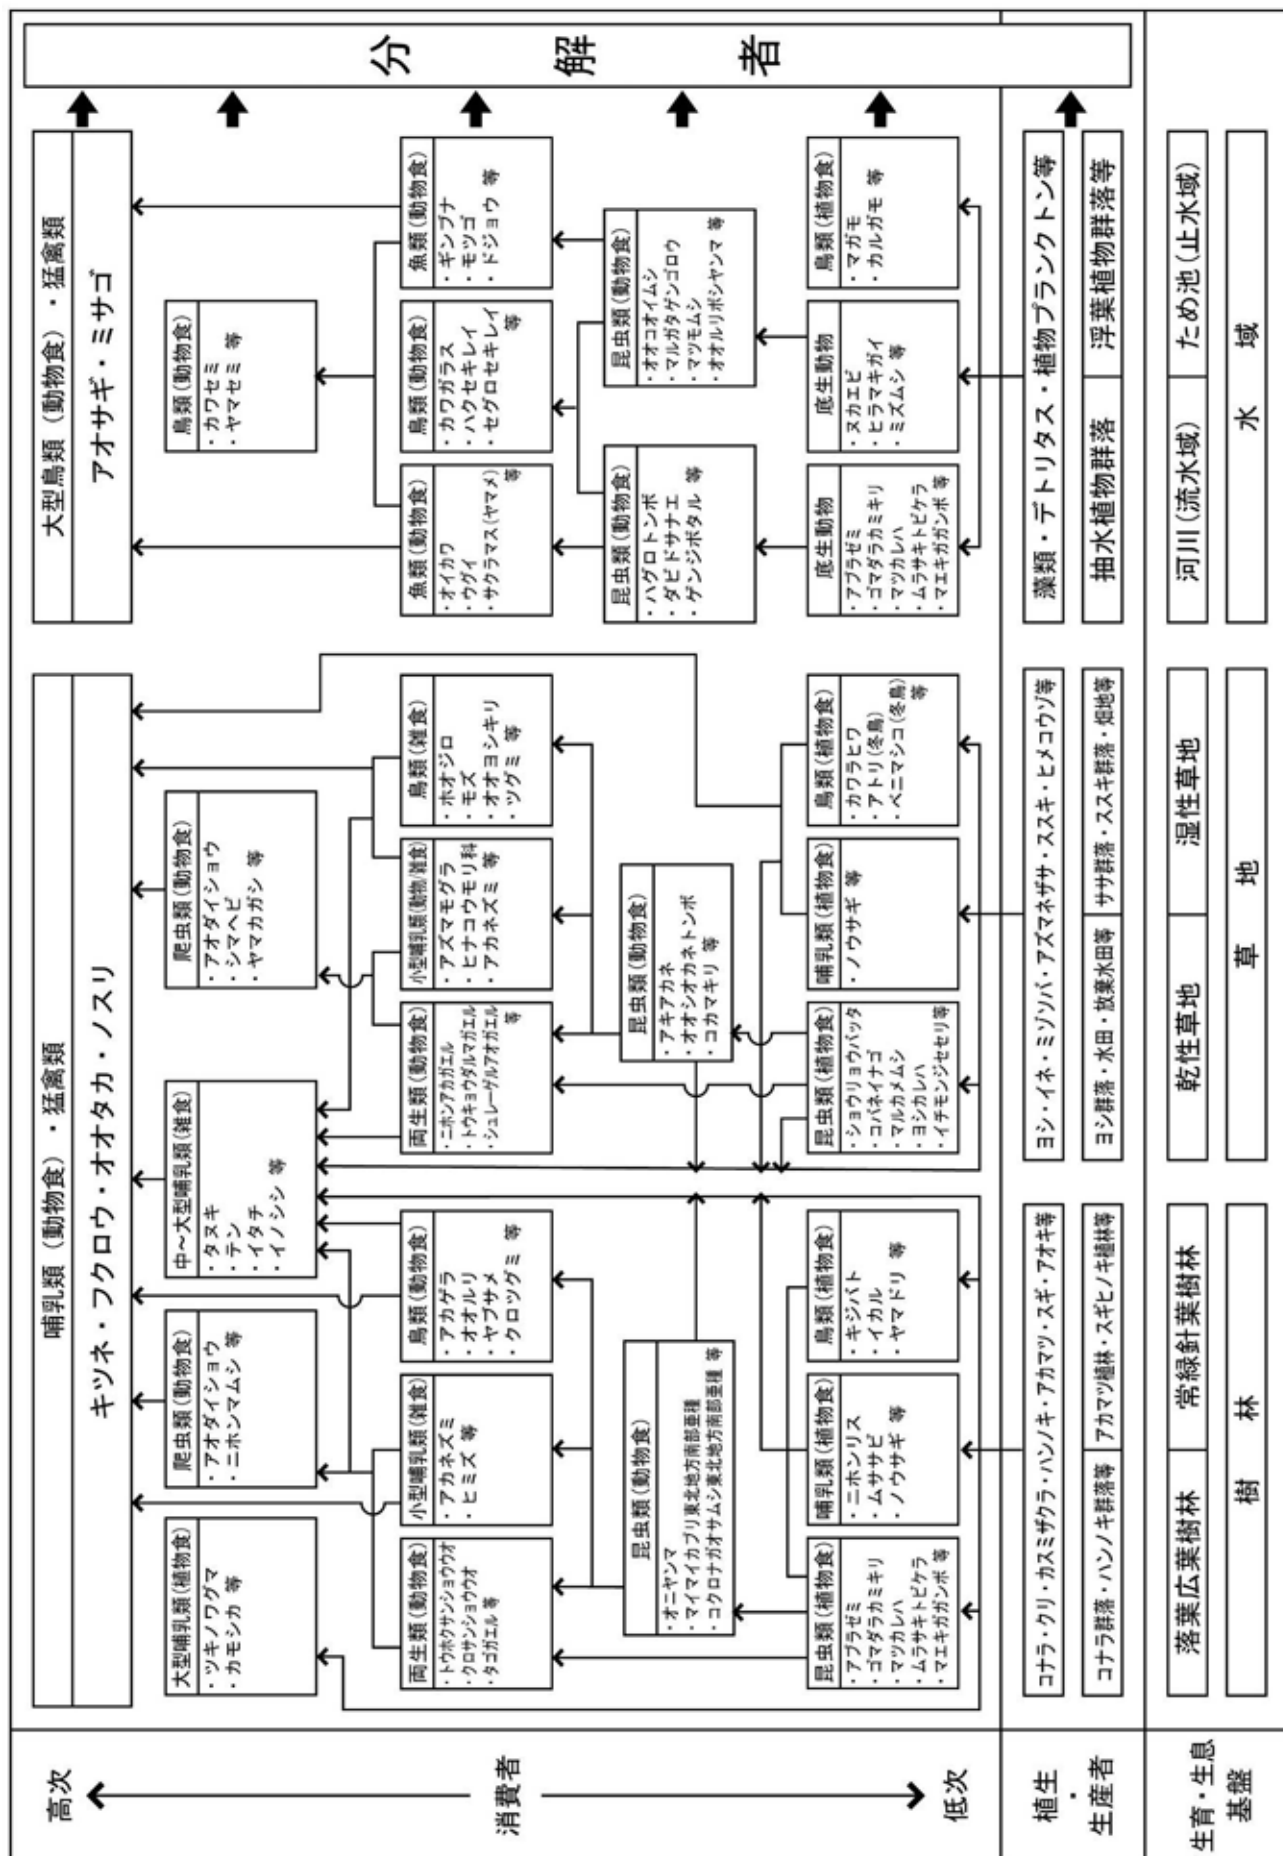 高次
消費者
低次
植生
・
生産者
生育・生息
基盤
哺乳類（動物食）・猛禽類
キツネ・フクロウ・オオタカ・ノスリ
大型哺乳類(植物食)
・ツキノワグマ
・カモシカ 等
爬虫類(動物食)
・アオダイショウ
・ニホンマムシ 等
中～大型哺乳類(雑食)
・タヌキ
・テン
・イタチ
・イノシシ 等
爬虫類(動物食)
・アオダイショウ
・シマヘビ
・ヤマカガシ 等
両生類(動物食)
・トウホクサンショウウオ
・クロサンショウウオ
・タゴガエル 等
小型哺乳類(雑食)
・アカネズミ
・ヒミズ 等
鳥類(動物食)
・アカゲラ
・オオルリ
・ヤブサメ
・クロツグミ 等
両生類(動物食)
・ニホンアカガエル
・トウキョウダルマガエル
・シュレーゲルアオガエル
等
小型哺乳類(動物/雑食)
・アズマモグラ
・ヒナコウモリ科
・アカネズミ 等
鳥類(雑食)
・ホオジロ
・モズ
・オオヨシキリ
・ツグミ 等
昆虫類(動物食)
・オニヤンマ
・マイマイカブリ東北地方南部亜種
・コクロナガオサムシ東北地方南部亜種 等
昆虫類(動物食)
・アキアカネ
・オオシオカネトンボ
・コカマキリ 等
昆虫類(植物食)
・アブラゼミ
・ゴマダラカミキリ
・マツカレハ
・ムラサキトビケラ
・マエキガガンボ 等
哺乳類(植物食)
・ニホンリス
・ムササビ
・ノウサギ 等
鳥類(植物食)
・キジバト
・イカル
・ヤマドリ 等
昆虫類(植物食)
・ショウリョウバッタ
・コバネイナゴ
・マルカメムシ
・ヨシカレハ
・イチモンジセセリ等
哺乳類(植物食)
・ノウサギ 等
鳥類(植物食)
・カワラヒワ
・アトリ(冬鳥)
・ベニマシコ(冬鳥)
等
コナラ・クリ・カスミザクラ・ハンノキ・アカマツ・スギ・アオキ等
コナラ群落・ハンノキ群落等
アカマツ植林・スギヒノキ植林等
ヨシ・イネ・ミゾソバ・アズマネザサ・ススキ・ヒメコウゾ等
ヨシ群落・水田・放棄水田等
ササ群落・ススキ群落・畑地等
落葉広葉樹林
常緑針葉樹林
樹林
乾性草地
湿性草地
草地
大型鳥類（動物食）・猛禽類
アオサギ・ミサゴ
鳥類(動物食)
・カワセミ
・ヤマセミ 等
魚類(動物食)
・オイカワ
・ウグイ
・サクラマス(ヤマメ)
等
鳥類(動物食)
・カワガラス
・ハクセキレイ
・セグロセキレイ
等
魚類(動物食)
・ギンブナ
・モツゴ
・ドジョウ 等
昆虫類(動物食)
・ハグロトンボ
・ダビドサナエ
・ゲンジボタル 等
昆虫類(動物食)
・オオコオイムシ
・マルガタゲンゴロウ
・マツモムシ
・オオルリボシヤンマ 等
底生動物
・アブラゼミ
・ゴマダラカミキリ
・マツカレハ
・ムラサキトビケラ
・マエキガガンボ 等
底生動物
・ヌカエビ
・ヒラマキガイ
・ミズムシ 等
鳥類(植物食)
・マガモ
・カルガモ 等
藻類・デトリタス・植物プランクトン等
抽水植物群落
浮葉植物群落等
河川(流水域)
ため池(止水域)
水域
分解者